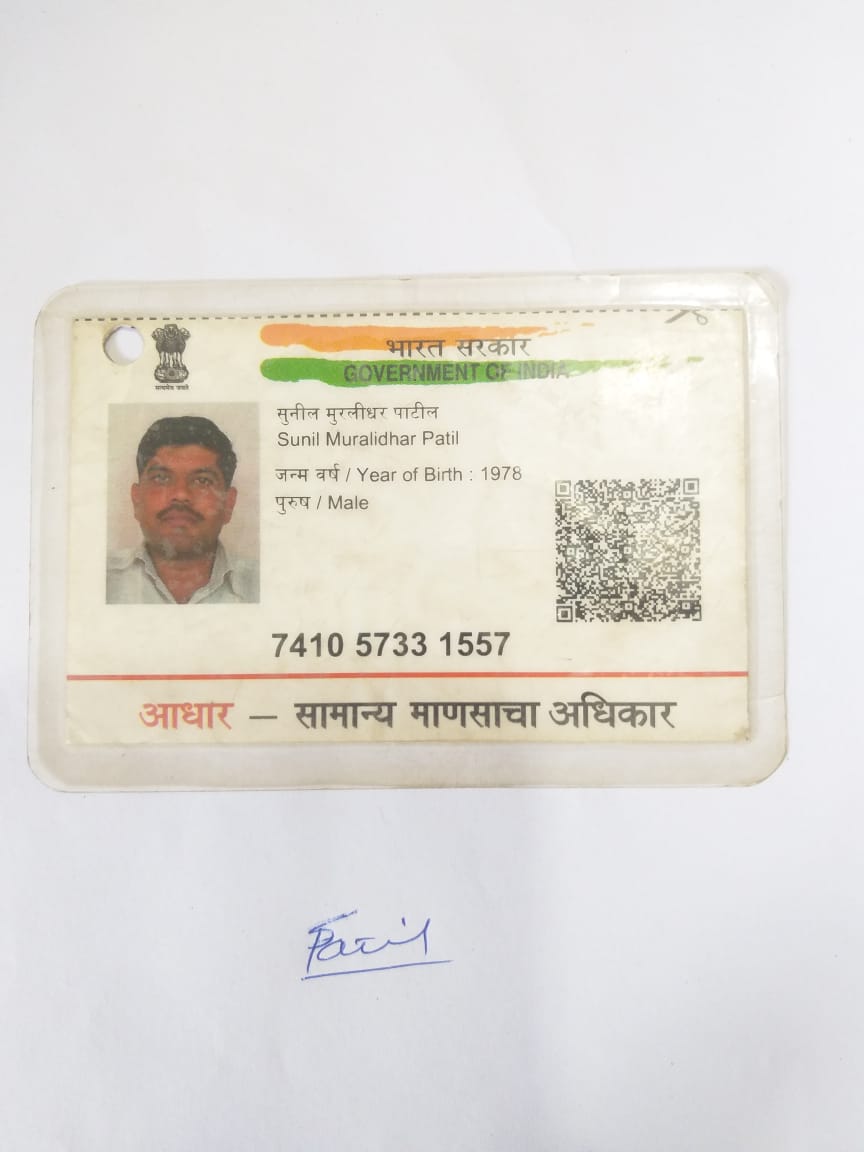 सत्यमेव जयते
भारत सरकार
GOVERNMENT OF INDIA
सुनील मुरलीधर पाटील
Sunil Muralidhar Patil
जन्म वर्ष / Year of Birth : 1978
पुरुष / Male
7410 5733 1557
आधार – सामान्य माणसाचा अधिकार
Patil